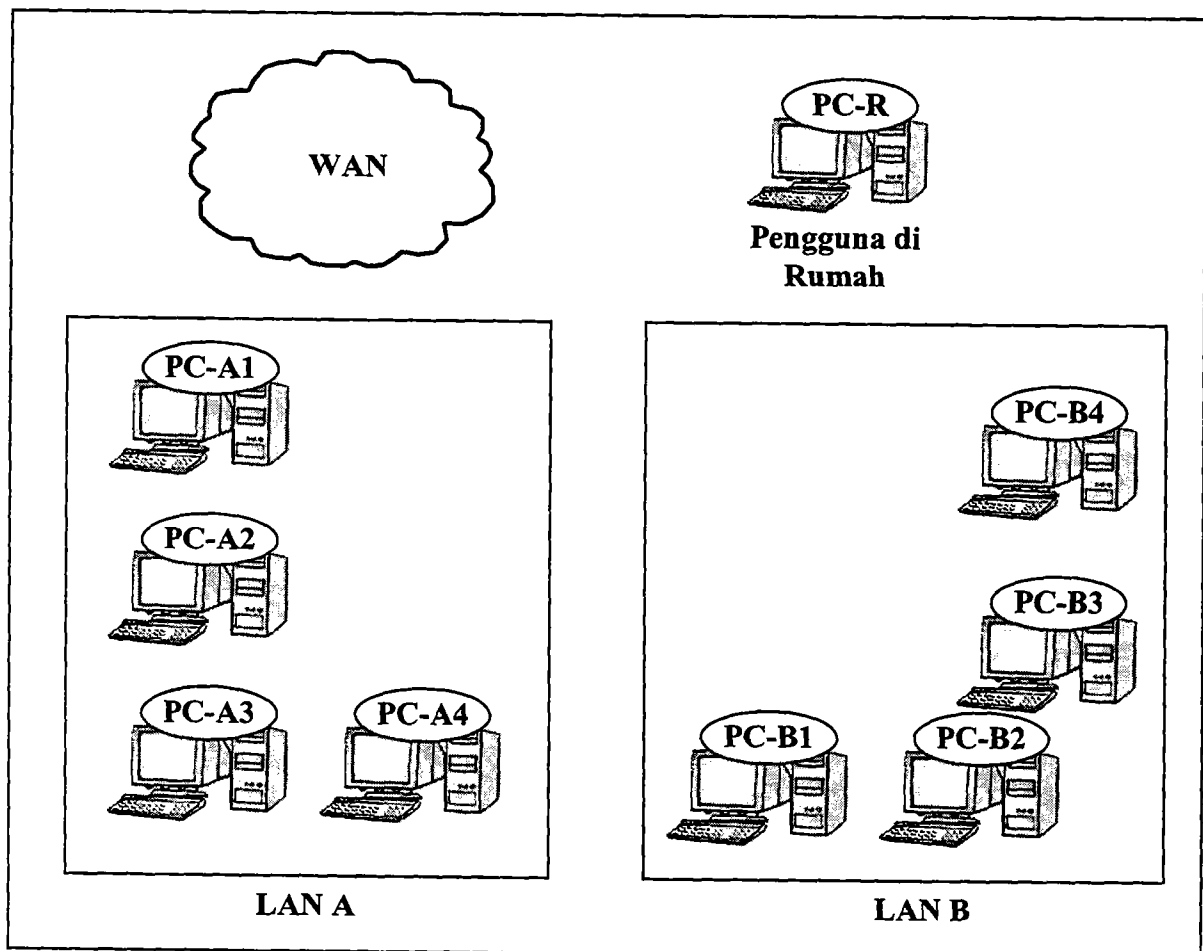 WAN
PC-R
Pengguna di
Rumah
PC-A1
PC-A2
PC-A3
PC-A4
LAN A
PC-B4
PC-B3
PC-B1
PC-B2
LAN B